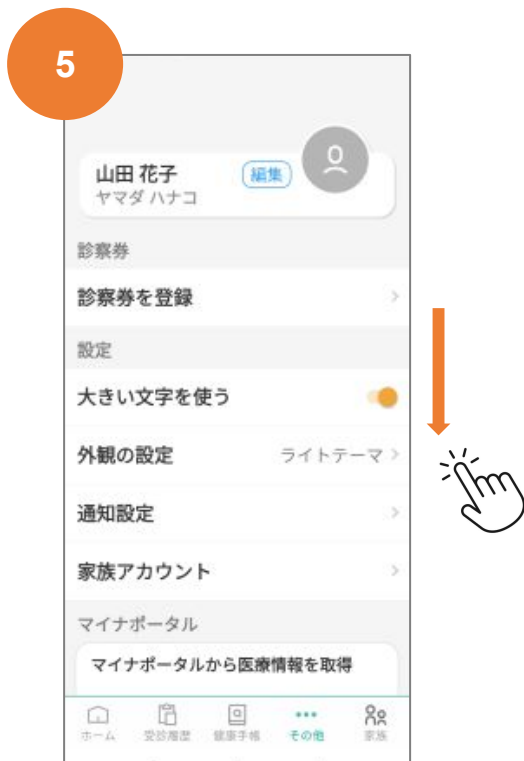 5
山田 花子
編集
ヤマダ ハナコ
診察券
診察券を登録
設定
大きい文字を使う
外観の設定 ライトテーマ
通知設定
家族アカウント
マイナポータル
マイナポータルから医療情報を取得
ホーム 受診履歴 健康手帳 その他 家族